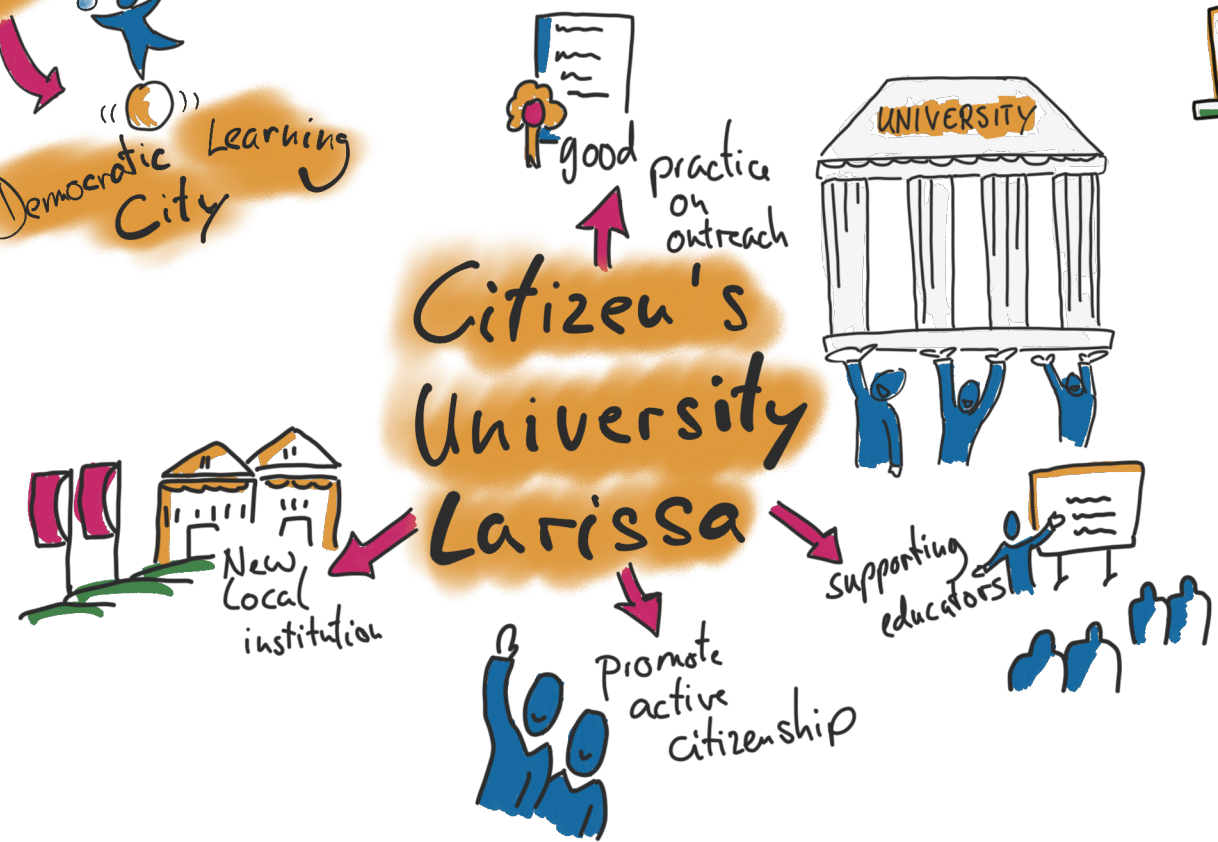 Democratic Learning
City
good practice
on
outreach
UNIVERSITY
Citizen's
University
Larissa
New
Local
institution
promote
active
citizenship
supporting
educators